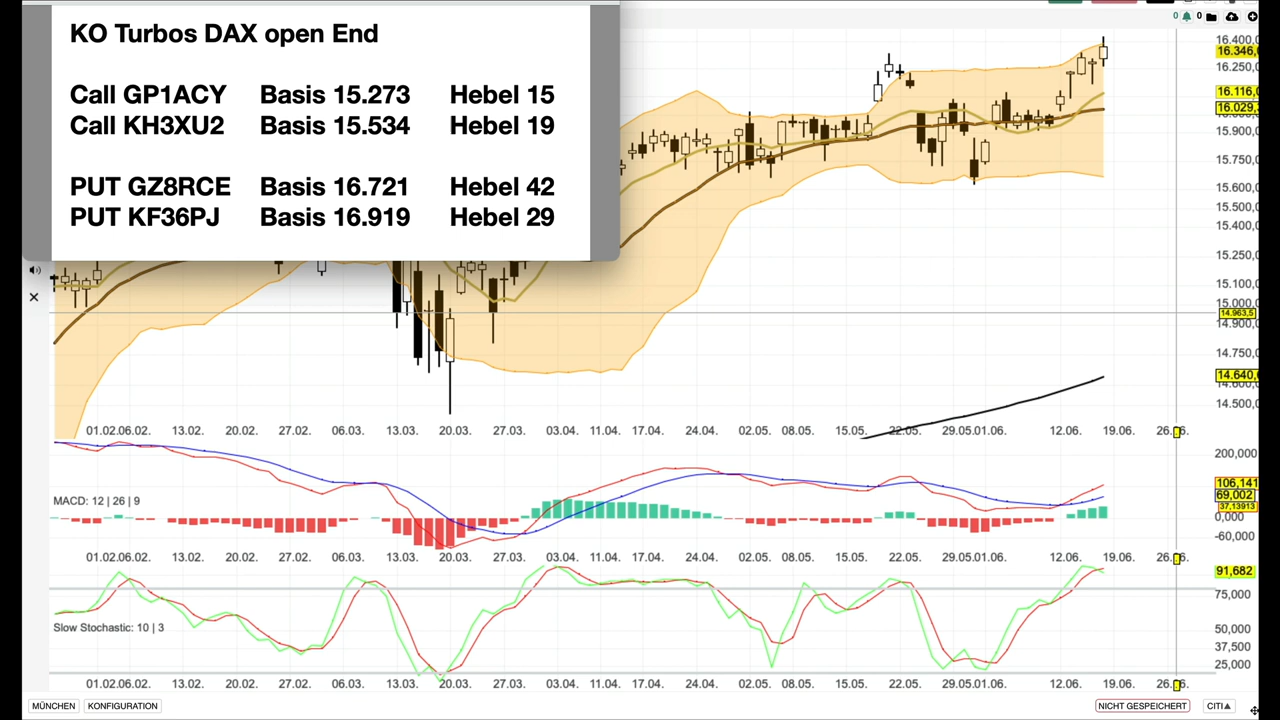 KO Turbos DAX open End
Call GP1ACY Basis 15.273 Hebel 15
Call KH3XU2 Basis 15.534 Hebel 19
PUT GZ8RCE Basis 16.721 Hebel 42
PUT KF36PJ Basis 16.919 Hebel 29
0 0
16.400,
16.346,
16.250,
16.116,
16.029,
15.900,
15.750,
15.600,
15.500,
15.400,
15.250,
15.100,
15.000,
14.963,5
14.900,
14.750,
14.640,
14.600,
14.500,
01.02.06.02. 13.02. 20.02. 27.02. 06.03. 13.03. 20.03. 27.03. 03.04. 11.04. 17.04. 24.04. 02.05. 08.05. 15.05. 22.05. 29.05.01.06. 12.06. 19.06. 26.
200,000
MACD: 12 | 26 | 9
106,141
69,002
37,13913
0,000
-60,000
01.02.06.02. 13.02. 20.02. 27.02. 06.03. 13.03. 20.03. 27.03. 03.04. 11.04. 17.04. 24.04. 02.05. 08.05. 15.05. 22.05. 29.05.01.06. 12.06. 19.06. 26.
91,682
75,000
Slow Stochastic: 10 | 3
50,000
37,500
25,000
01.02.06.02. 13.02. 20.02. 27.02. 06.03. 13.03. 20.03. 27.03. 03.04. 11.04. 17.04. 24.04. 02.05. 08.05. 15.05. 22.05. 29.05.01.06. 12.06. 19.06. 26.
MÜNCHEN KONFIGURATION NICHT GESPEICHERT CITI▲